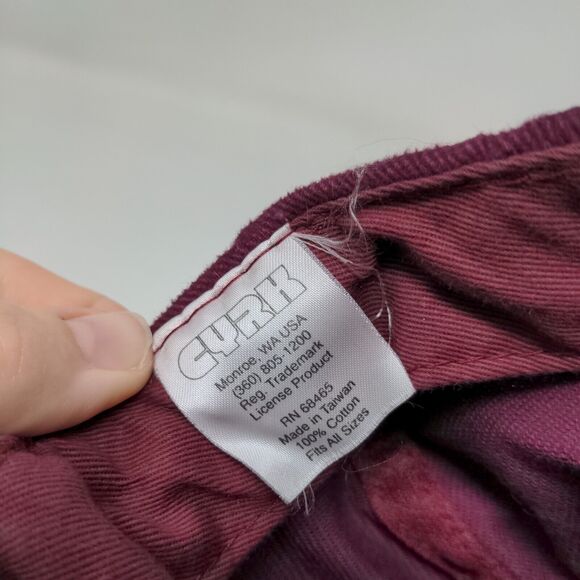 CYRK
Monroe, WA USA
(360) 805-1200
Reg. Trademark
License Product
RN 68465
Made in Taiwan
100% Cotton
Fits All Sizes